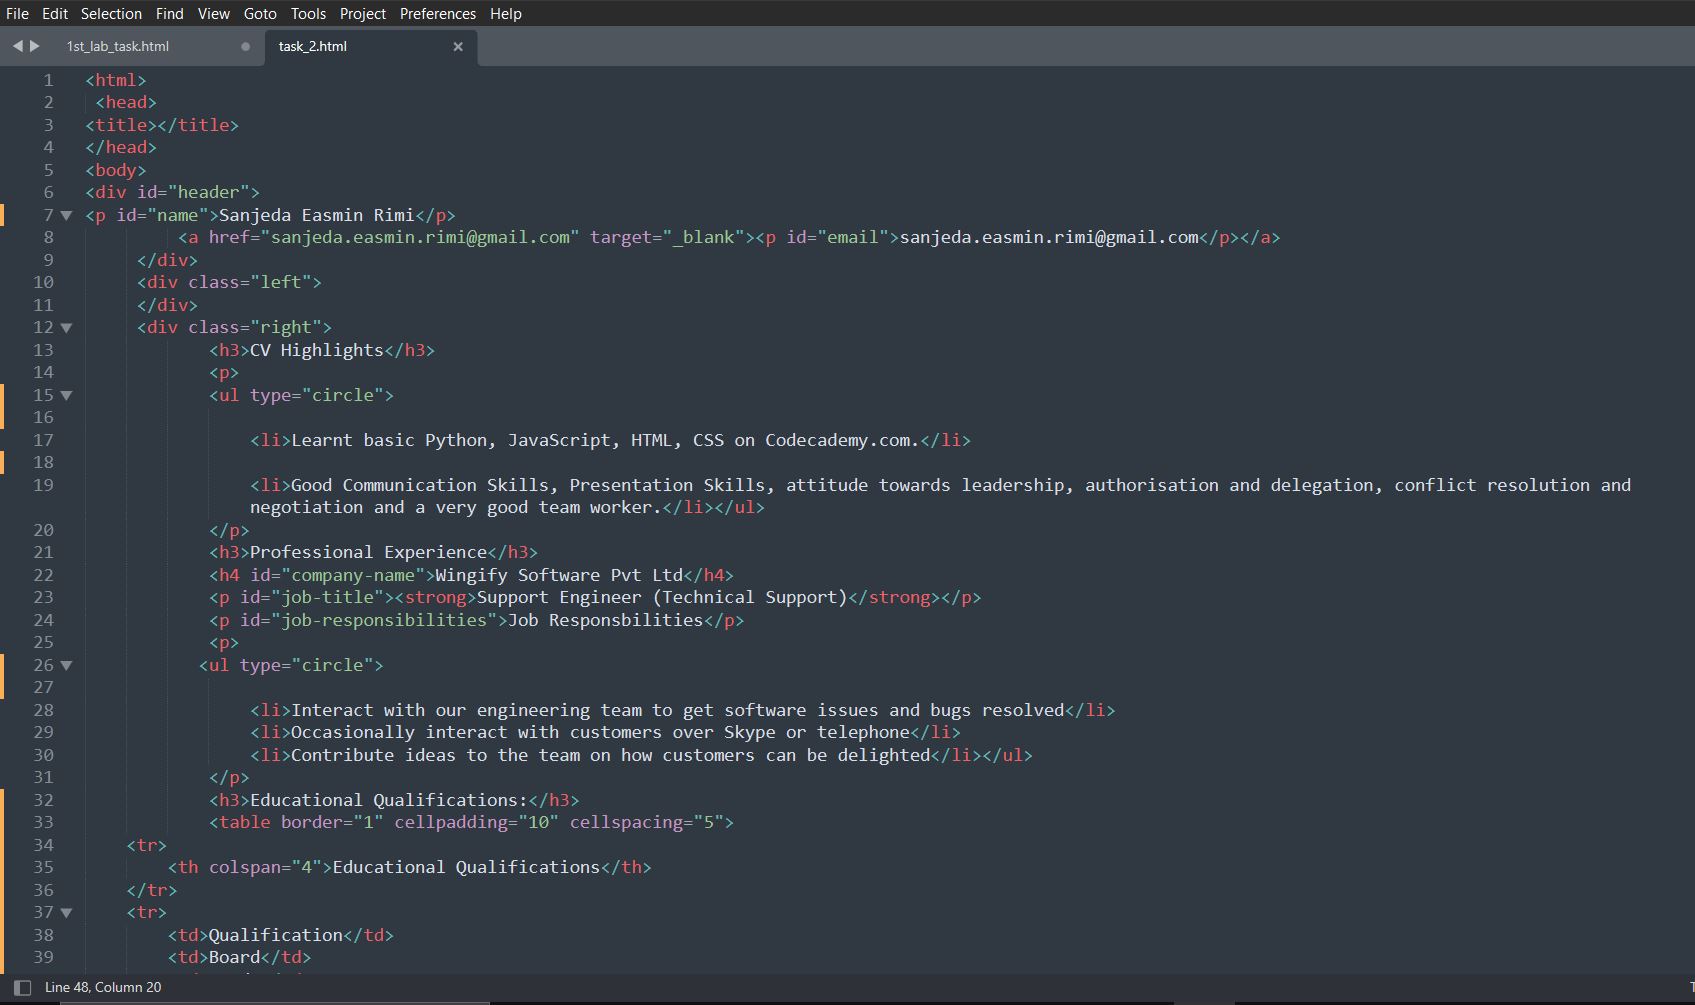 File Edit Selection Find View Goto Tools Project Preferences Help
1st_lab_task.html task_2.html
1 <html>
2 <head>
3 <title></title>
4 </head>
5 <body>
6 <div id="header">
7 <p id="name">Sanjeda Easmin Rimi</p>
8 <a href="sanjeda.easmin.rimi@gmail.com" target="_blank"><p id="email">sanjeda.easmin.rimi@gmail.com</p></a>
9 </div>
10 <div class="left">
11 </div>
12 <div class="right">
13 <h3>CV Highlights</h3>
14 <p>
15 <ul type="circle">
16
17 <li>Learnt basic Python, JavaScript, HTML, CSS on Codecademy.com.</li>
18
19 <li>Good Communication Skills, Presentation Skills, attitude towards leadership, authorisation and delegation, conflict resolution and
negotiation and a very good team worker.</li></ul>
20 </p>
21 <h3>Professional Experience</h3>
22 <h4 id="company-name">Wingify Software Pvt Ltd</h4>
23 <p id="job-title"><strong>Support Engineer (Technical Support)</strong></p>
24 <p id="job-responsibilities">Job Responsbilities</p>
25 <p>
26 <ul type="circle">
27
28 <li>Interact with our engineering team to get software issues and bugs resolved</li>
29 <li>Occasionally interact with customers over Skype or telephone</li>
30 <li>Contribute ideas to the team on how customers can be delighted</li></ul>
31 </p>
32 <h3>Educational Qualifications:</h3>
33 <table border="1" cellpadding="10" cellspacing="5">
34 <tr>
35 <th colspan="4">Educational Qualifications</th>
36 </tr>
37 <tr>
38 <td>Qualification</td>
39 <td>Board</td>
Line 48, Column 20